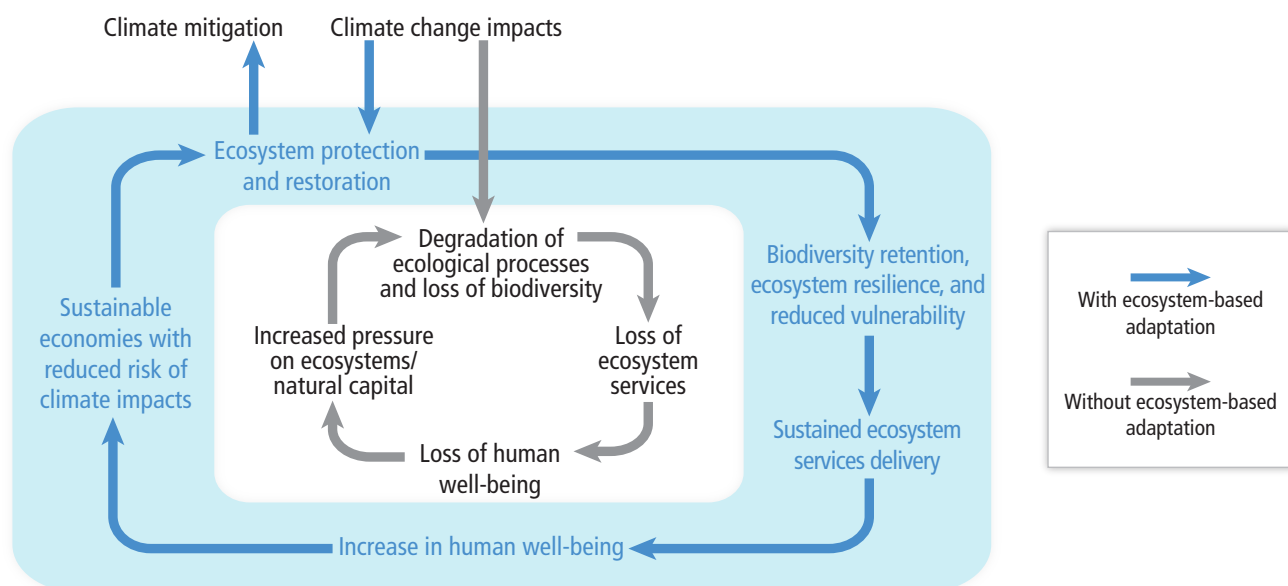 Climate mitigation
Climate change impacts
Ecosystem protection
and restoration
Degradation of
ecological processes
and loss of biodiversity
Biodiversity retention,
ecosystem resilience, and
reduced vulnerability
Sustainable
economies with
reduced risk of
climate impacts
Increased pressure
on ecosystems/
natural capital
Loss of
ecosystem
services
Sustained ecosystem
services delivery
Loss of human
well-being
Increase in human well-being
With ecosystem-based
adaptation
Without ecosystem-based
adaptation